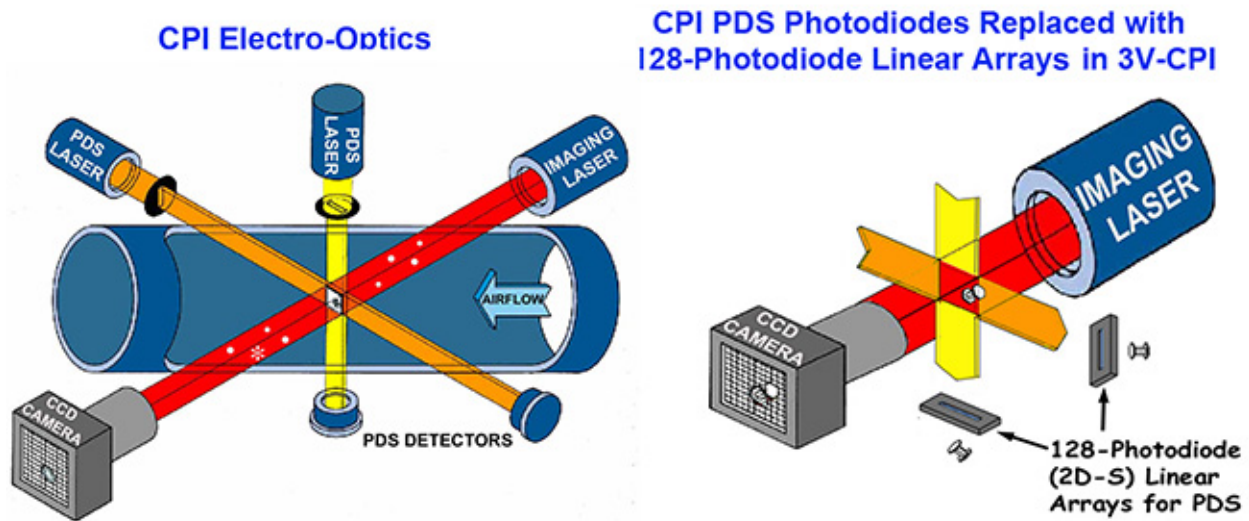 CPI Electro-Optics
PDS
LASER
PDS
LASER
IMAGING
LASER
AIRFLOW
CCD
CAMERA
PDS DETECTORS
CPI PDS Photodiodes Replaced with
128-Photodiode Linear Arrays in 3V-CPI
IMAGING
LASER
CCD
CAMERA
128-Photodiode
(2D-S) Linear
Arrays for PDS